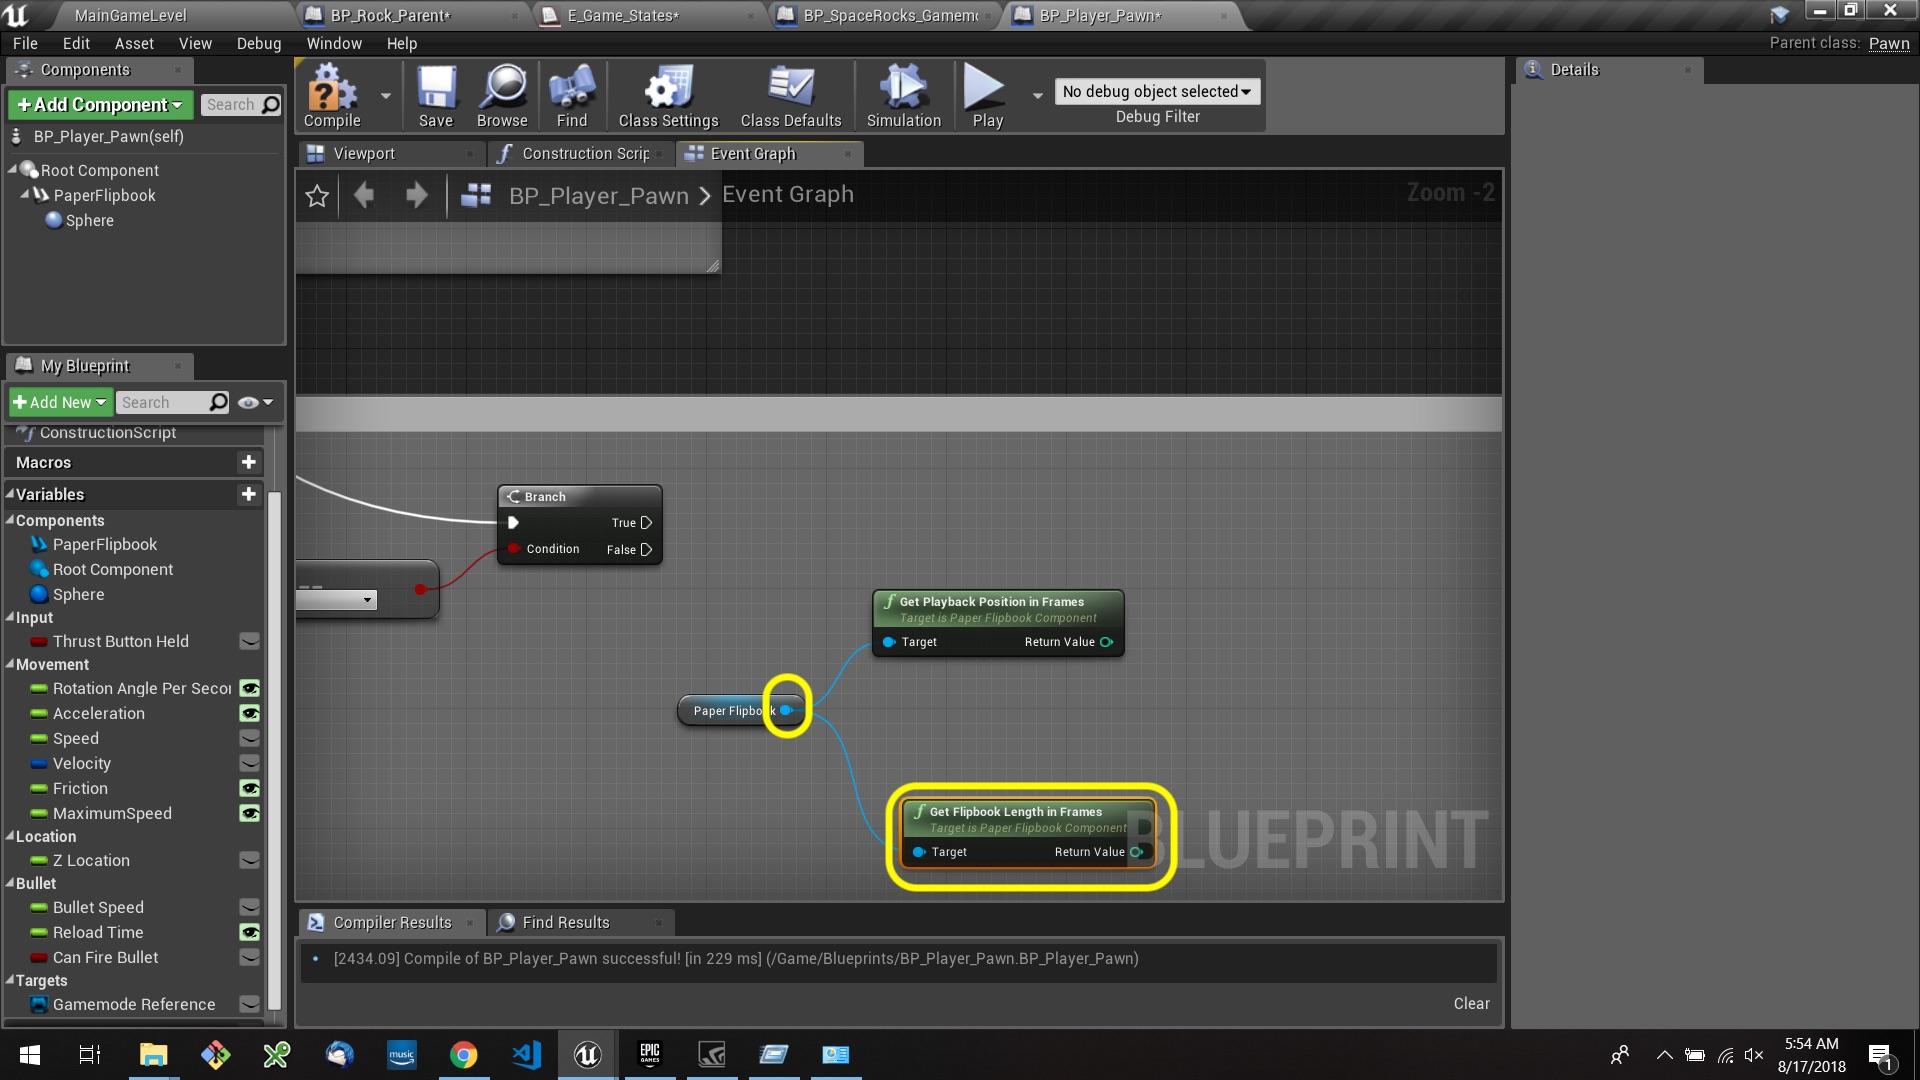 MainGameLevel
BP_Rock_Parent*
E_Game_States*
BP_SpaceRocks_Gamem
BP_Player_Pawn*
File Edit Asset View Debug Window Help
Parent class: Pawn
Components
Add Component
Search
BP_Player_Pawn(self)
Root Component
PaperFlipbook
Sphere
Compile
Save
Browse
Find
Class Settings
Class Defaults
Simulation
Play
No debug object selected
Debug Filter
Details
Viewport
Construction Scrip
Event Graph
BP_Player_Pawn > Event Graph
Zoom -2
My Blueprint
Add New
Search
ConstructionScript
Macros
Variables
Components
PaperFlipbook
Root Component
Sphere
Input
Thrust Button Held
Movement
Rotation Angle Per Secon
Acceleration
Speed
Velocity
Friction
MaximumSpeed
Location
Z Location
Bullet
Bullet Speed
Reload Time
Can Fire Bullet
Targets
Gamemode Reference
Branch
True
Condition False
==
f Get Playback Position in Frames
Target is Paper Flipbook Component
Target Return Value
Paper Flipbook
f Get Flipbook Length in Frames
Target is Paper Flipbook Component
Target Return Value
BLUEPRINT
Compiler Results
Find Results
[2434.09] Compile of BP_Player_Pawn successful! [in 229 ms] (/Game/Blueprints/BP_Player_Pawn.BP_Player_Pawn)
Clear
music
EPIC
GAMES
5:54 AM
8/17/2018
1